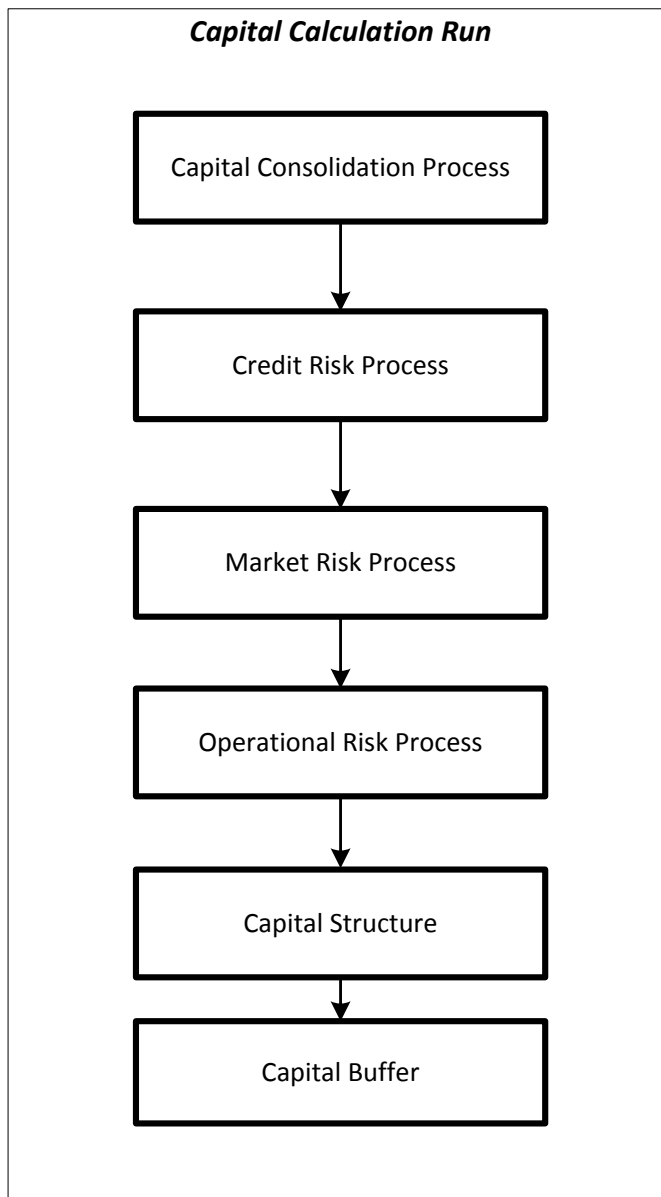 Capital Calculation Run
Capital Consolidation Process
Credit Risk Process
Market Risk Process
Operational Risk Process
Capital Structure
Capital Buffer